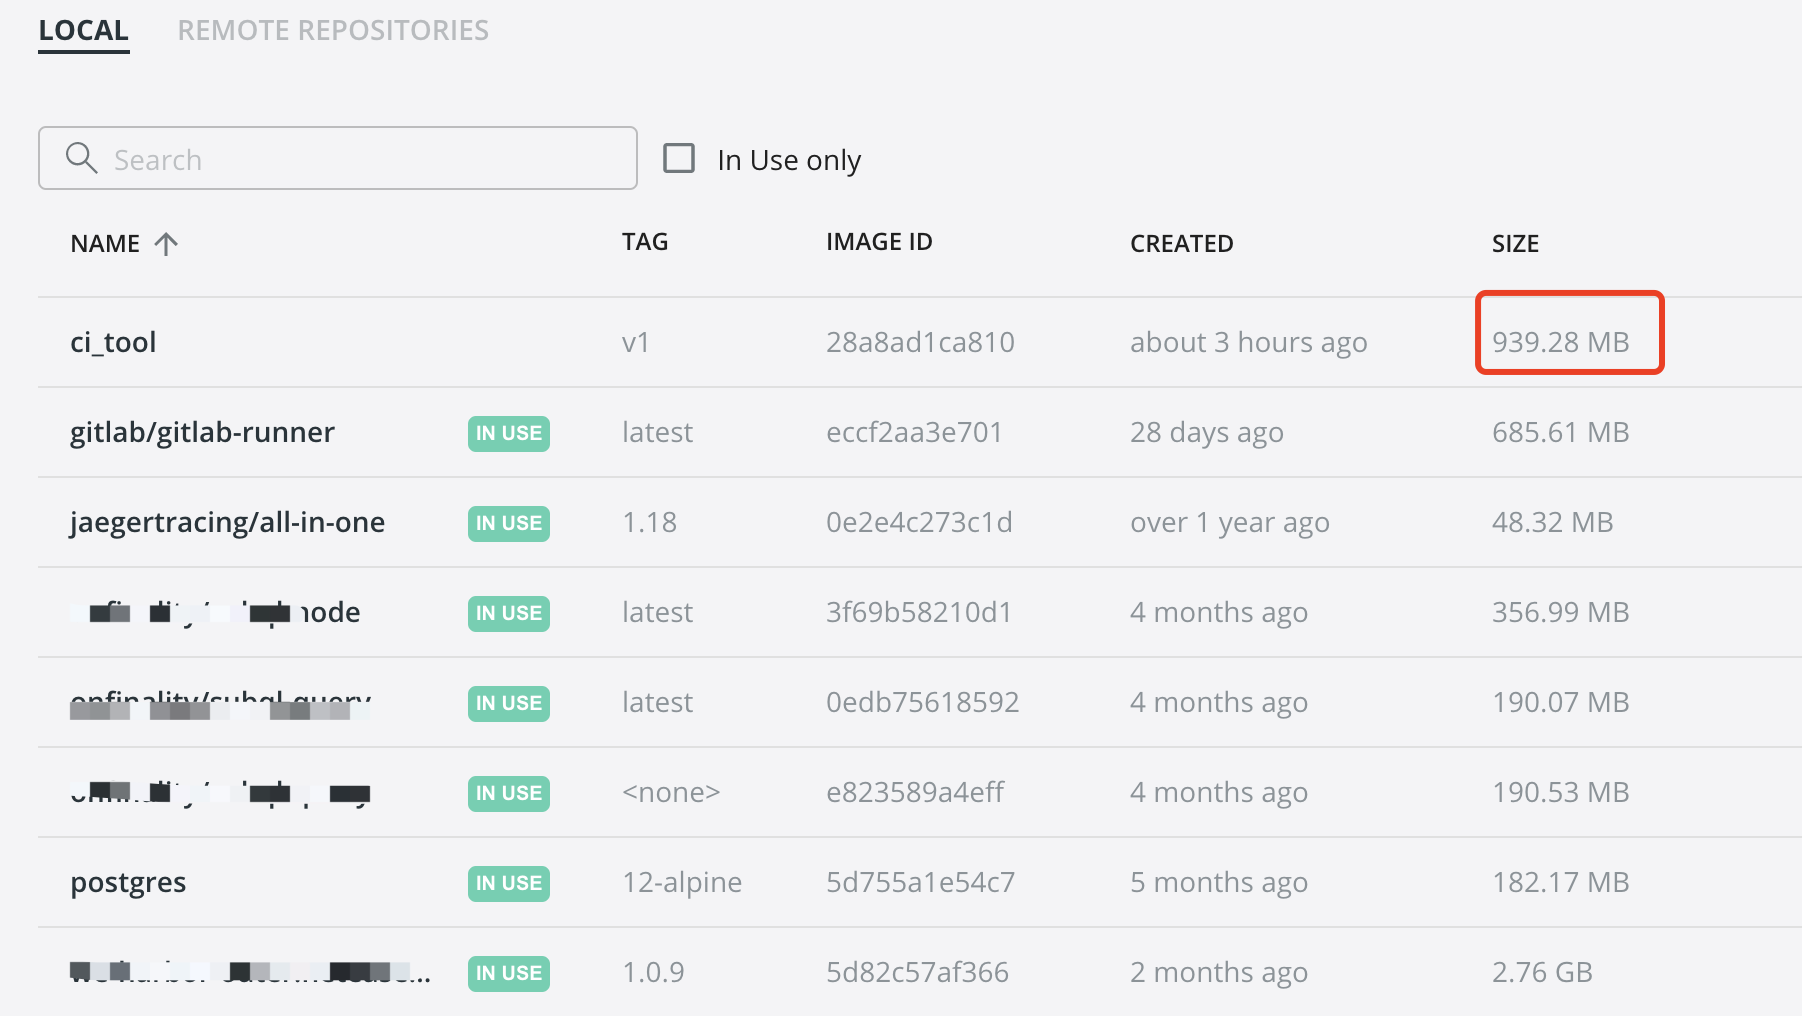 LOCAL REMOTE REPOSITORIES
Search In Use only
NAME TAG IMAGE ID CREATED SIZE
ci_tool v1 28a8ad1ca810 about 3 hours ago 939.28 MB
gitlab/gitlab-runner IN USE latest eccf2aa3e701 28 days ago 685.61 MB
jaegertracing/all-in-one IN USE 1.18 0e2e4c273c1d over 1 year ago 48.32 MB
IN USE latest 3f69b58210d1 4 months ago 356.99 MB
onfinality/subql-query IN USE latest 0edb75618592 4 months ago 190.07 MB
IN USE <none> e823589a4eff 4 months ago 190.53 MB
postgres IN USE 12-alpine 5d755a1e54c7 5 months ago 182.17 MB
IN USE 1.0.9 5d82c57af366 2 months ago 2.76 GB